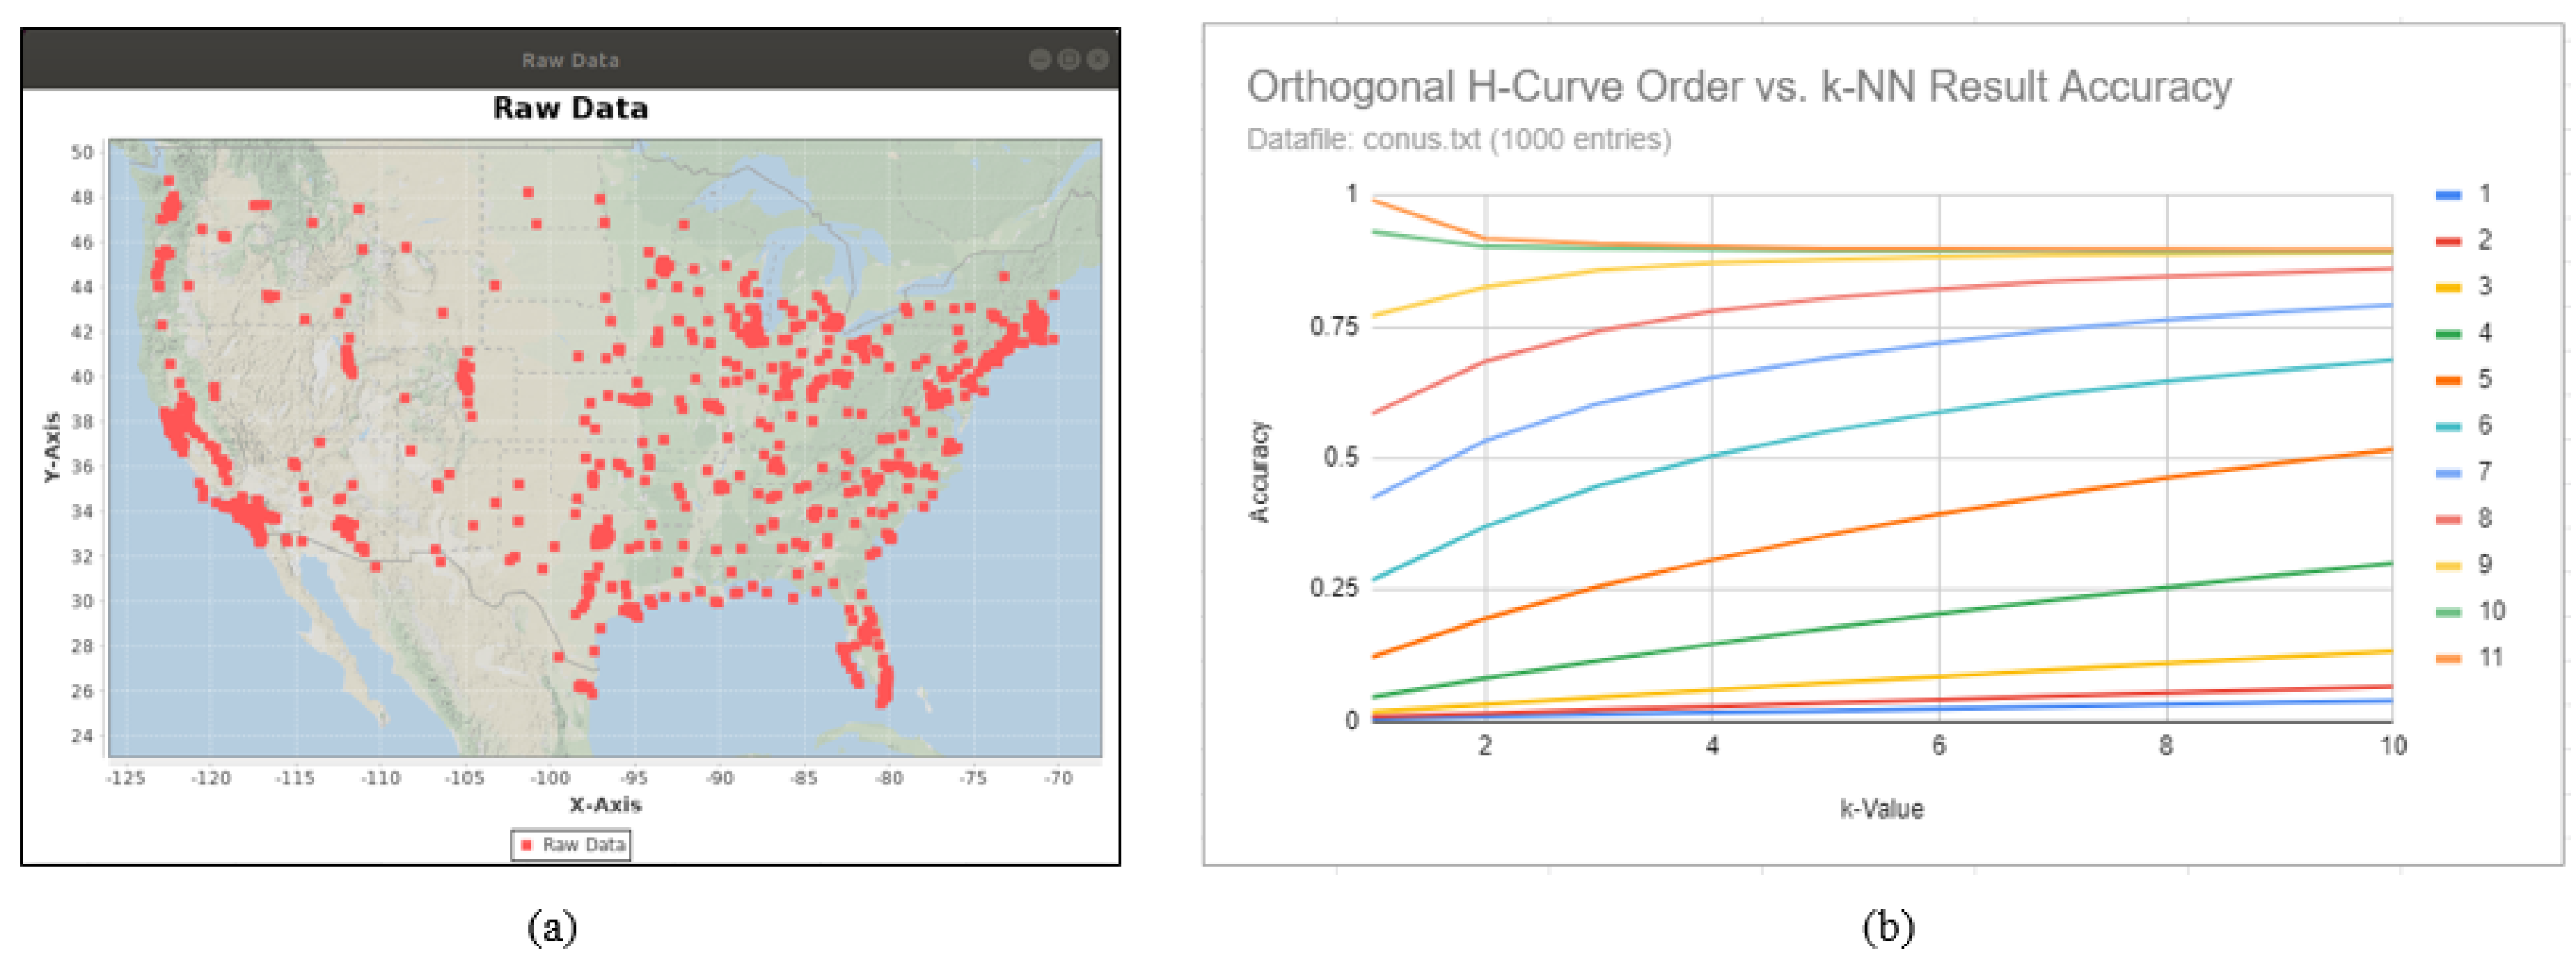 Raw Data
Raw Data
50
48
46
44
42
40
38
36
34
32
30
28
26
24
Y-Axis
-125 -120 -115 -110 -105 -100 -95 -90 -85 -80 -75 -70
X-Axis
Raw Data
(a)
Orthogonal H-Curve Order vs. k-NN Result Accuracy
Datafile: conus.txt (1000 entries)
1
0.75
0.5
0.25
0
Accuracy
2 4 6 8 10
k-Value
1
2
3
4
5
6
7
8
9
10
11
(b)